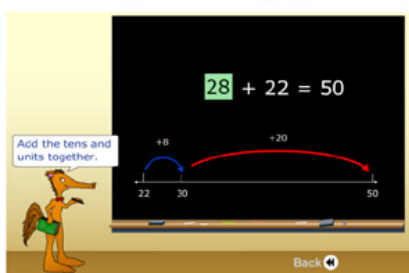 28 + 22 = 50
+8
+20
Add the tens and
units together.
22
30
50
Back